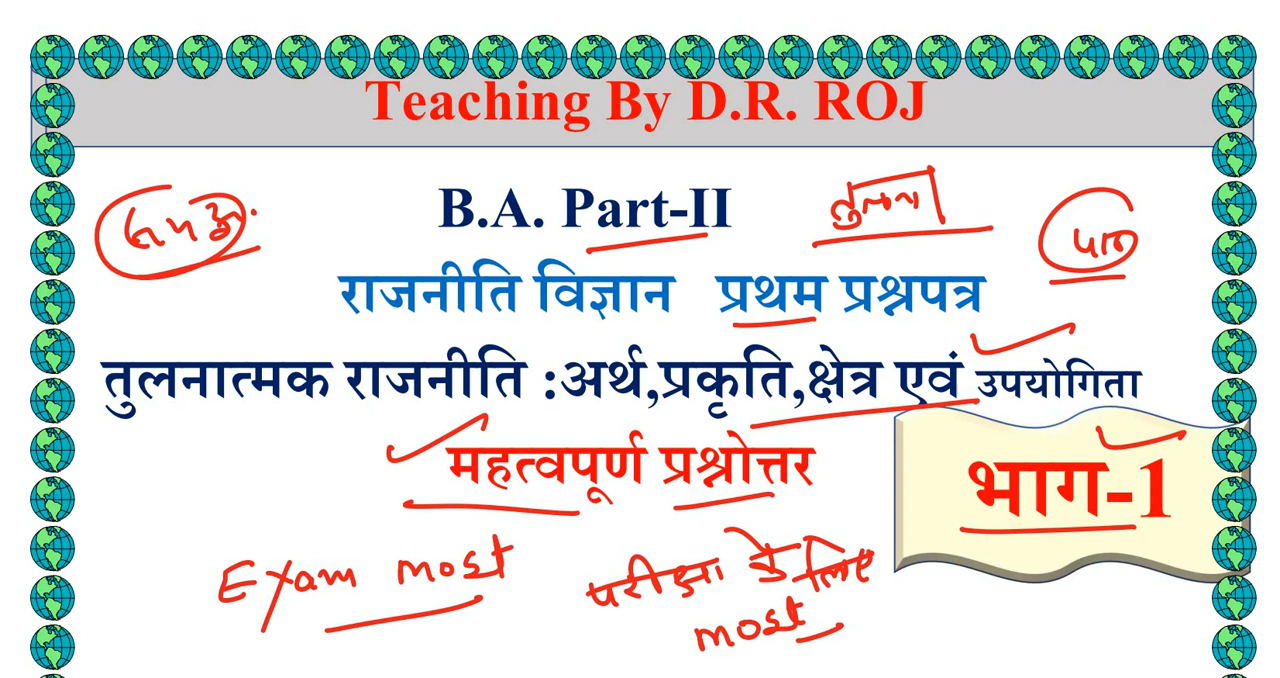 Teaching By D.R. ROJ
B.A. Part-II
तुलना
राजनीति विज्ञान प्रथम प्रश्नपत्र
तुलनात्मक राजनीति :अर्थ,प्रकृति,क्षेत्र एवं उपयोगिता
महत्वपूर्ण प्रश्नोत्तर
भाग-1
Exam most
परीक्षा के लिए
most